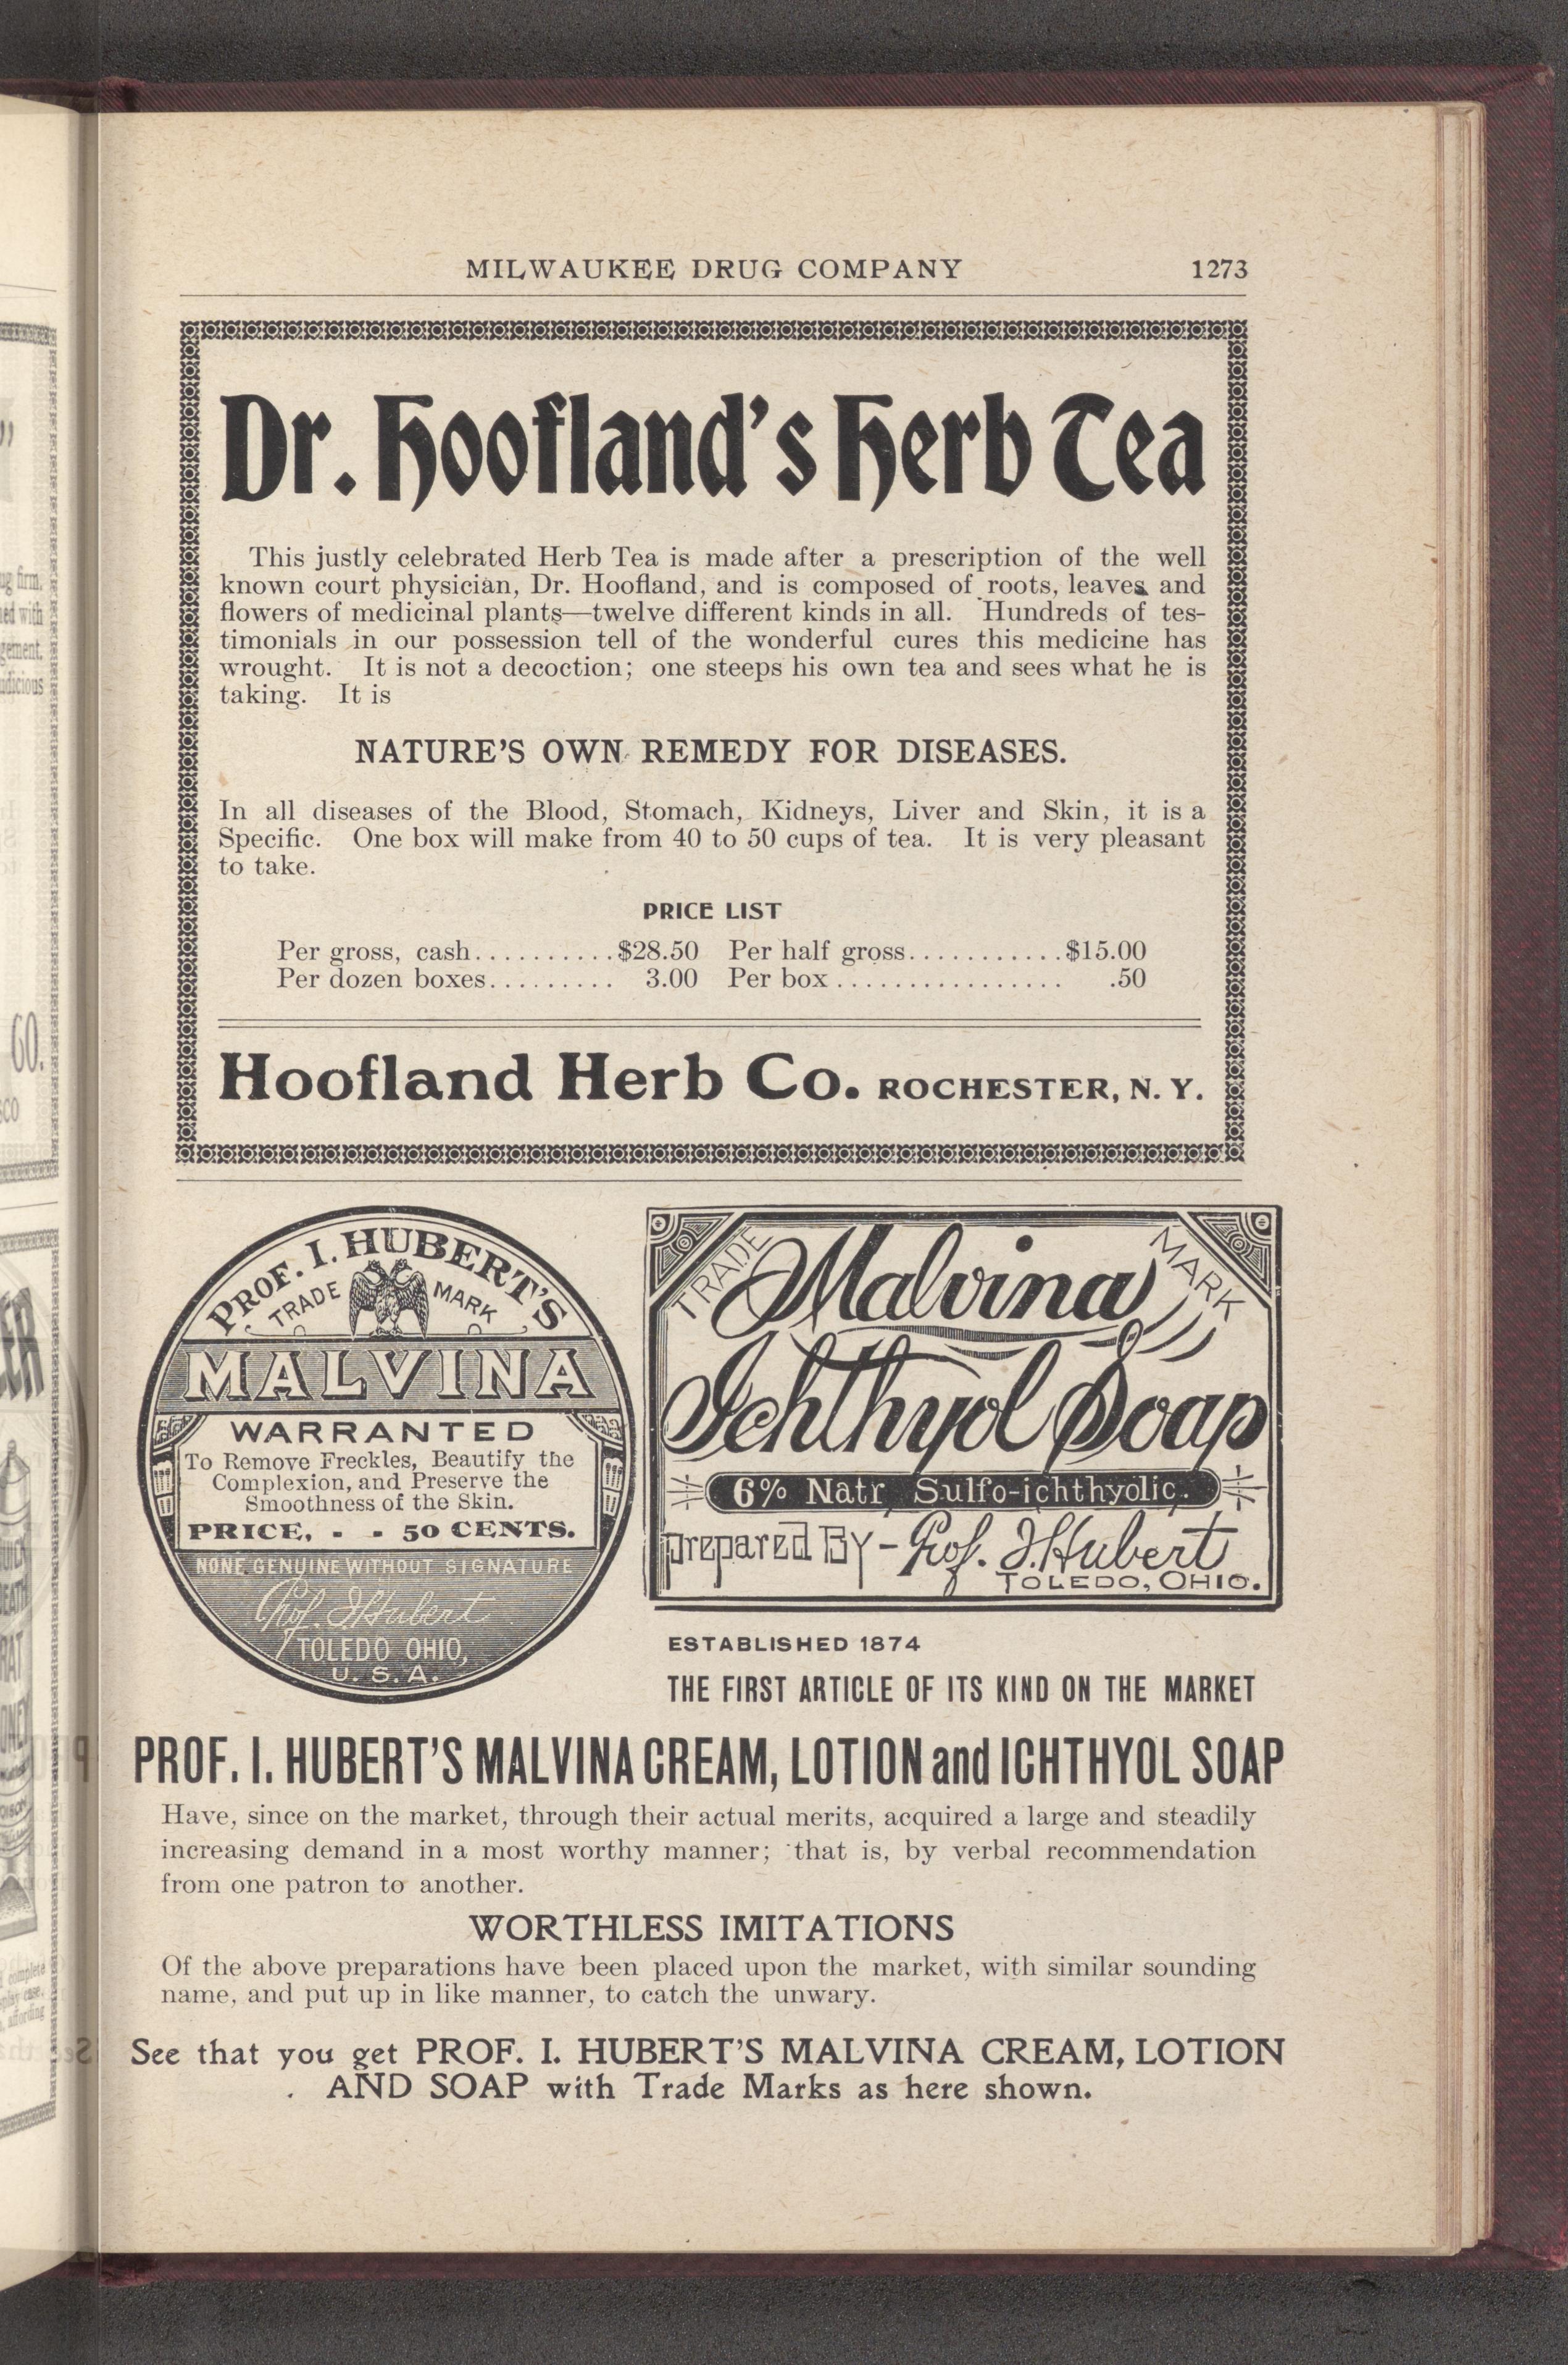 MILWAUKEE DRUG COMPANY 1273
Dr. Hoofland's Herb Tea
This justly celebrated Herb Tea is made after a prescription of the well
known court physician, Dr. Hoofland, and is composed of roots, leaves and
flowers of medicinal plants—twelve different kinds in all. Hundreds of tes-
timonials in our possession tell of the wonderful cures this medicine has
wrought. It is not a decoction; one steeps his own tea and sees what he is
taking. It is
NATURE'S OWN REMEDY FOR DISEASES.
In all diseases of the Blood, Stomach, Kidneys, Liver and Skin, it is a
Specific. One box will make from 40 to 50 cups of tea. It is very pleasant
to take.
PRICE LIST
Per gross, cash..........$28.50 Per half gross...........$15.00
Per dozen boxes......... 3.00 Per box................ .50
Hoofland Herb Co. ROCHESTER, N. Y.
PROF. I. HUBERT'S
TRADE MARK
MALVINA
WARRANTED
To Remove Freckles, Beautify the
Complexion, and Preserve the
Smoothness of the Skin.
PRICE, - - 50 CENTS.
NONE GENUINE WITHOUT SIGNATURE
Prof. I. Hubert
TOLEDO OHIO,
U. S. A.
TRADE MARK
Malvina
Ichthyol Soap
6% Natr Sulfo-ichthyolic.
prepared BY - Prof. I. Hubert
TOLEDO, OHIO.
ESTABLISHED 1874
THE FIRST ARTICLE OF ITS KIND ON THE MARKET
PROF. I. HUBERT'S MALVINA CREAM, LOTION and ICHTHYOL SOAP
Have, since on the market, through their actual merits, acquired a large and steadily
increasing demand in a most worthy manner; that is, by verbal recommendation
from one patron to another.
WORTHLESS IMITATIONS
Of the above preparations have been placed upon the market, with similar sounding
name, and put up in like manner, to catch the unwary.
See that you get PROF. I. HUBERT'S MALVINA CREAM, LOTION
AND SOAP with Trade Marks as here shown.